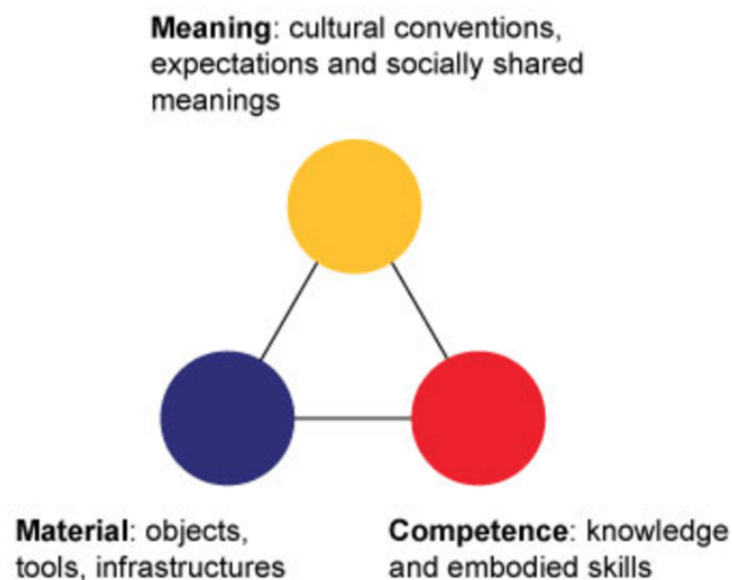 Meaning: cultural conventions,
expectations and socially shared
meanings
Material: objects,
tools, infrastructures
Competence: knowledge
and embodied skills